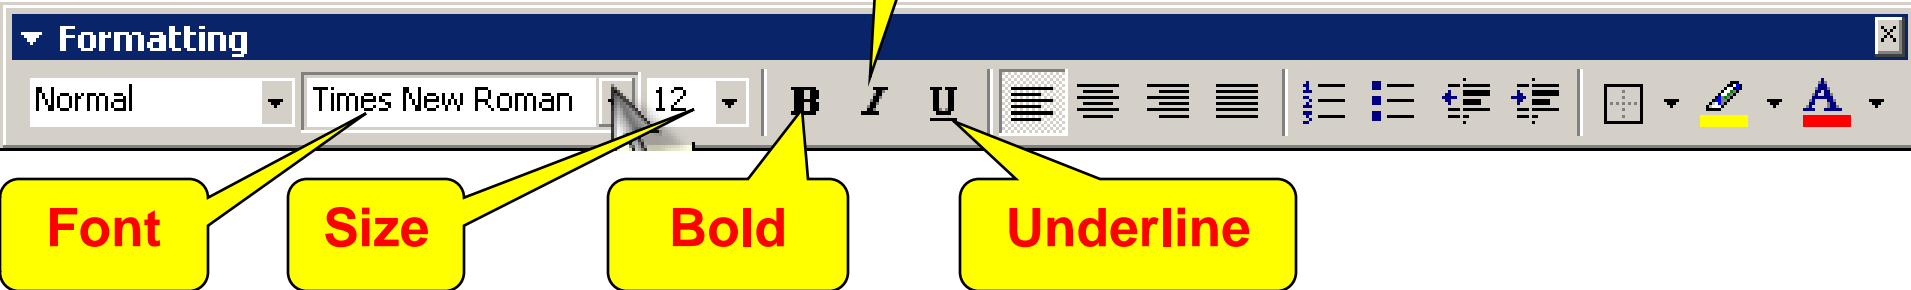 Formatting
Normal Times New Roman 12 B I U A
Font Size Bold Underline